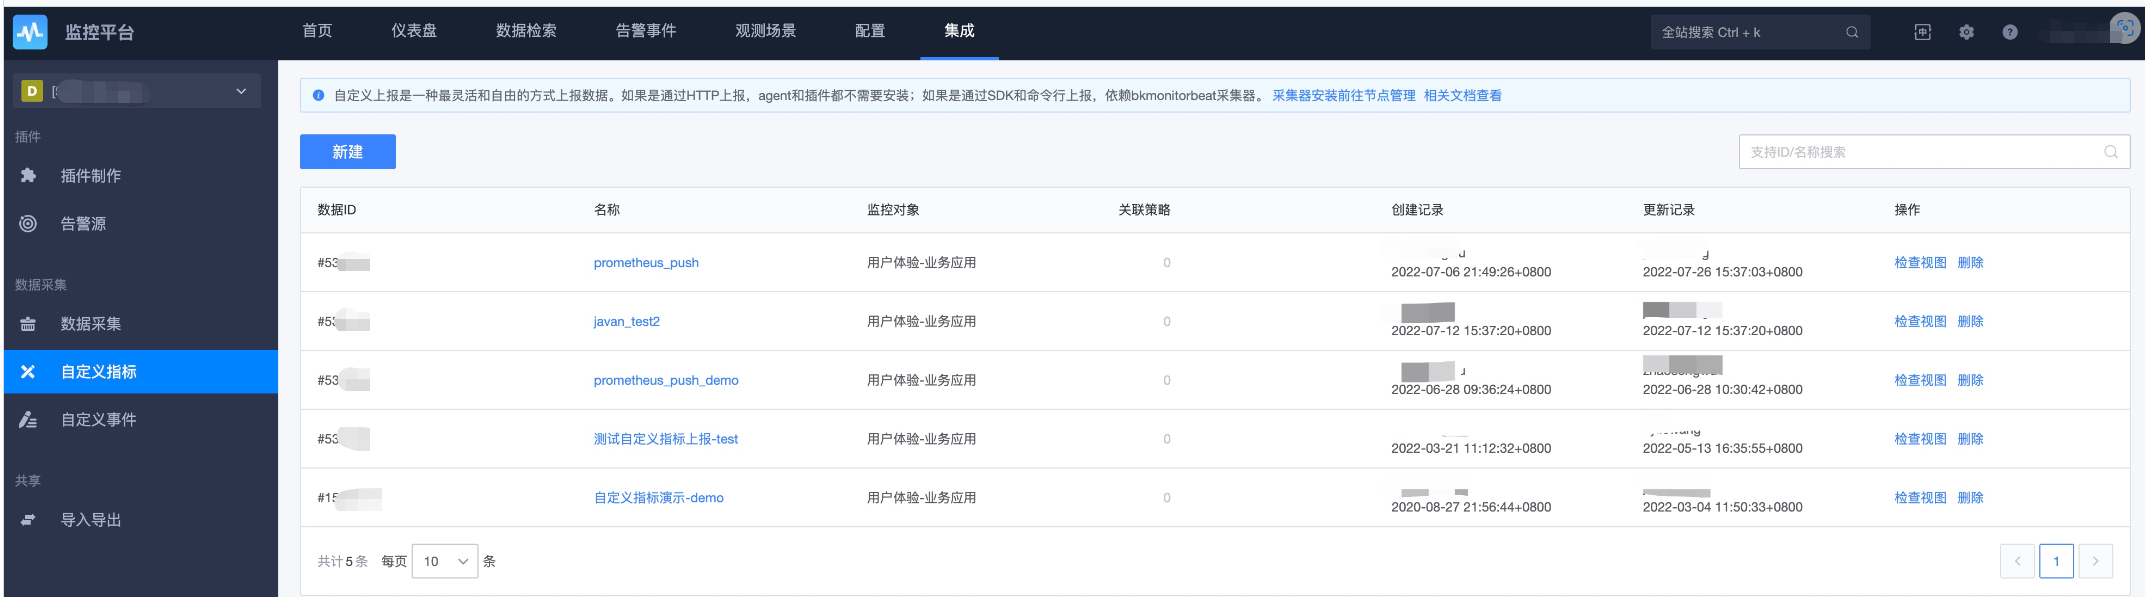 监控平台
首页 仪表盘 数据检索 告警事件 观测场景 配置 集成
全站搜索 Ctrl + k
D
自定义上报是一种最灵活和自由的方式上报数据。如果是通过HTTP上报，agent和插件都不需要安装；如果是通过SDK和命令行上报，依赖bkmonitorbeat采集器。 采集器安装前往节点管理 相关文档查看
插件
插件制作
告警源
数据采集
数据采集
自定义指标
自定义事件
共享
导入导出
新建
支持ID/名称搜索
数据ID 名称 监控对象 关联策略 创建记录 更新记录 操作
#53 prometheus_push 用户体验-业务应用 0 2022-07-06 21:49:26+0800 2022-07-26 15:37:03+0800 检查视图 删除
javan_test2 用户体验-业务应用 0 2022-07-12 15:37:20+0800 2022-07-12 15:37:20+0800 检查视图 删除
#53 prometheus_push_demo 用户体验-业务应用 0 2022-06-28 09:36:24+0800 2022-06-28 10:30:42+0800 检查视图 删除
#53 测试自定义指标上报-test 用户体验-业务应用 0 2022-03-21 11:12:32+0800 2022-05-13 16:35:55+0800 检查视图 删除
#15 自定义指标演示-demo 用户体验-业务应用 0 2020-08-27 21:56:44+0800 2022-03-04 11:50:33+0800 检查视图 删除
共计 5 条 每页 10 条
1